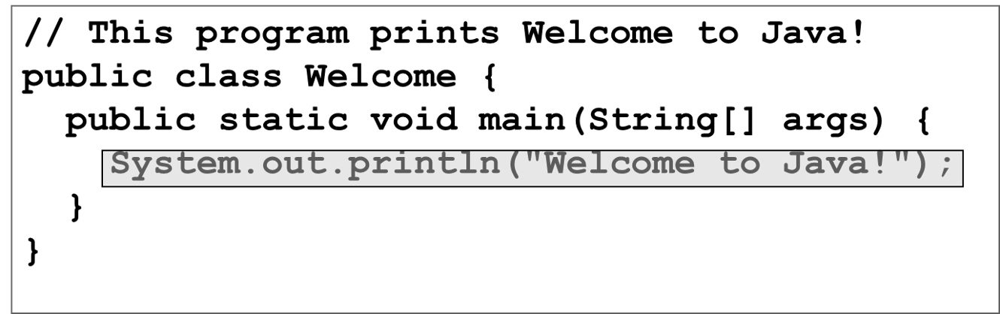 // This program prints Welcome to Java!
public class Welcome {
public static void main(String[] args) {
System.out.println("Welcome to Java!");
}
}